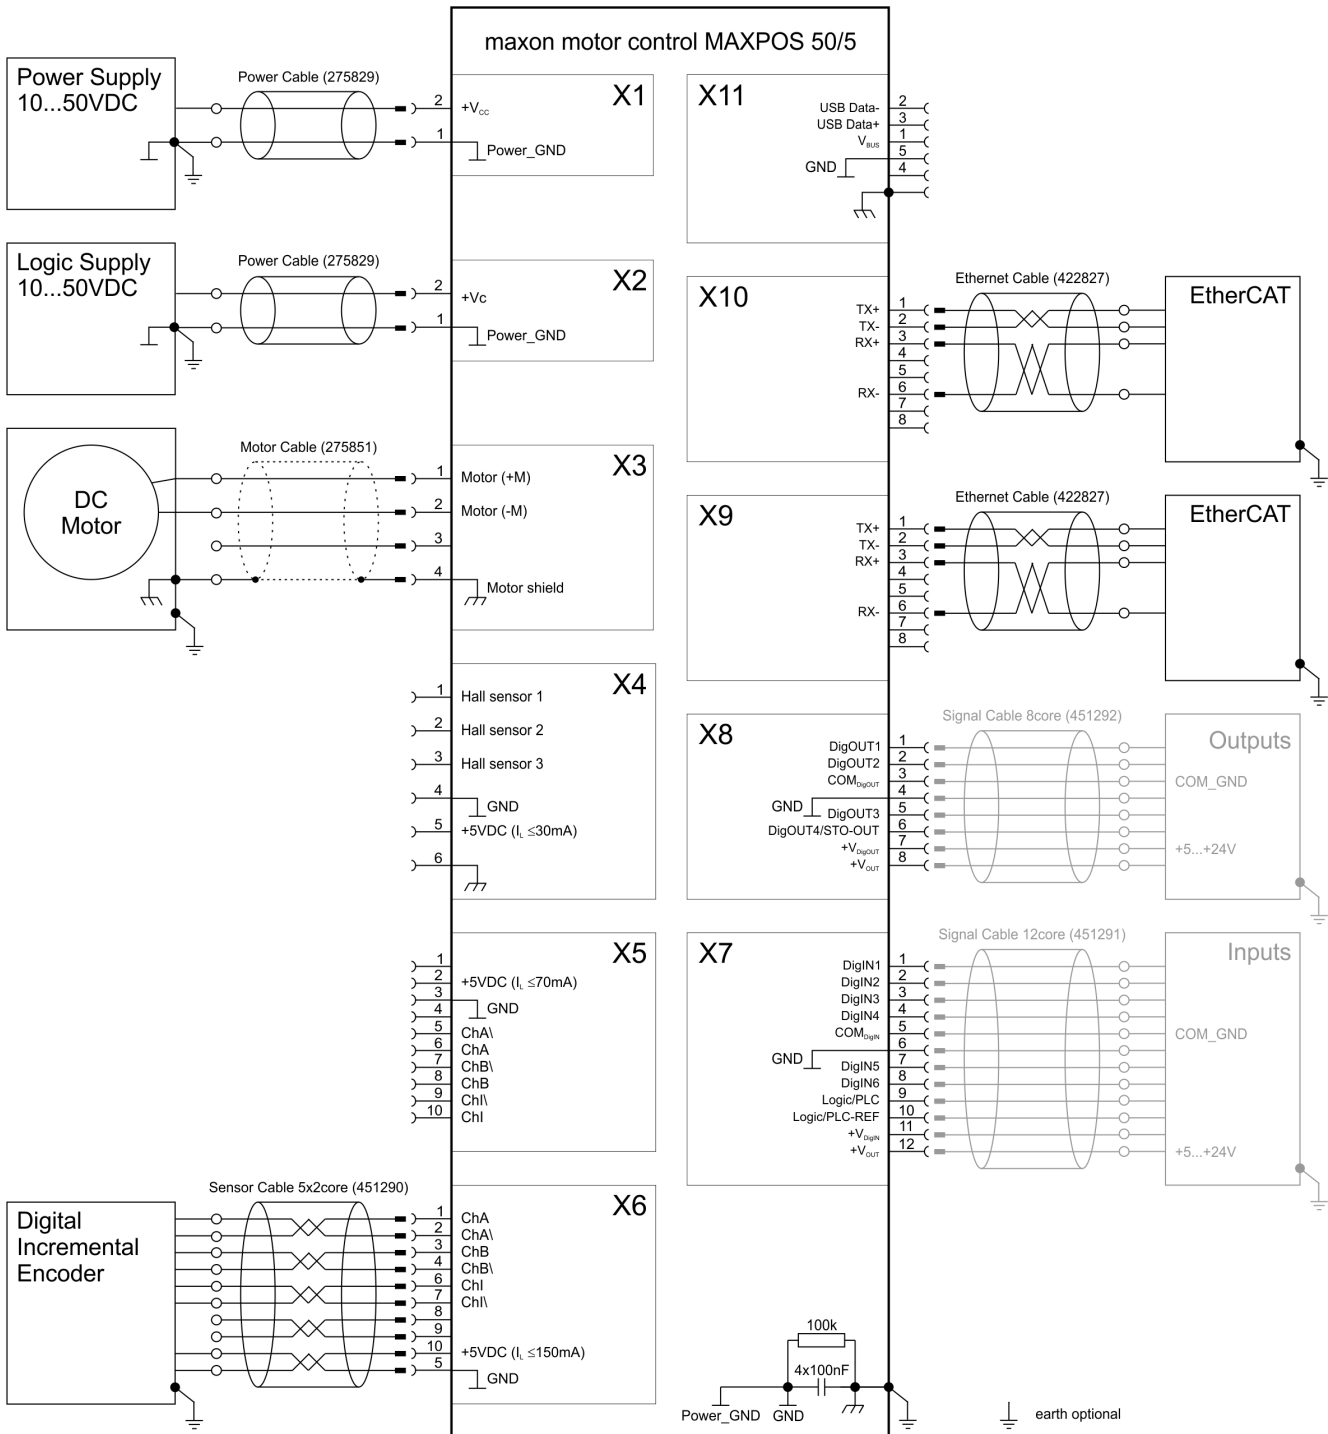 maxon motor control MAXPOS 50/5
Power Supply
10...50VDC
Power Cable (275829)
X1
2
+Vcc
1
Power_GND
Logic Supply
10...50VDC
Power Cable (275829)
X2
2
+Vc
1
Power_GND
DC
Motor
Motor Cable (275851)
X3
1 Motor (+M)
2 Motor (-M)
3
4
Motor shield
X4
1 Hall sensor 1
2 Hall sensor 2
3 Hall sensor 3
4
GND
5 +5VDC (IL ≤30mA)
6
X5
1
2 +5VDC (IL ≤70mA)
3
GND
4
5 ChA\
6 ChA
7 ChB\
8 ChB
9 ChI\
10 ChI
Digital
Incremental
Encoder
Sensor Cable 5x2core (451290)
X6
1 ChA
2 ChA\
3 ChB
4 ChB\
6 ChI
7 ChI\
8
9
10 +5VDC (IL ≤150mA)
5
GND
X11
USB Data- 2
USB Data+ 3
VBUS 1
5
GND
4
X10
Ethernet Cable (422827)
EtherCAT
TX+ 1
TX- 2
RX+ 3
4
5
RX- 6
7
8
X9
Ethernet Cable (422827)
EtherCAT
TX+ 1
TX- 2
RX+ 3
4
5
RX- 6
7
8
X8
Signal Cable 8core (451292)
Outputs
DigOUT1 1
DigOUT2 2
COMDigOUT 3 COM_GND
4
GND
DigOUT3 5
DigOUT4/STO-OUT 6
+VDigOUT 7 +5...+24V
+VOUT 8
X7
Signal Cable 12core (451291)
Inputs
DigIN1 1
DigIN2 2
DigIN3 3
DigIN4 4
COMDigIN 5 COM_GND
6
GND
DigIN5 7
DigIN6 8
Logic/PLC 9
Logic/PLC-REF 10
+VDigIN 11
+VOUT 12 +5...+24V
100k
4x100nF
Power_GND GND
earth optional